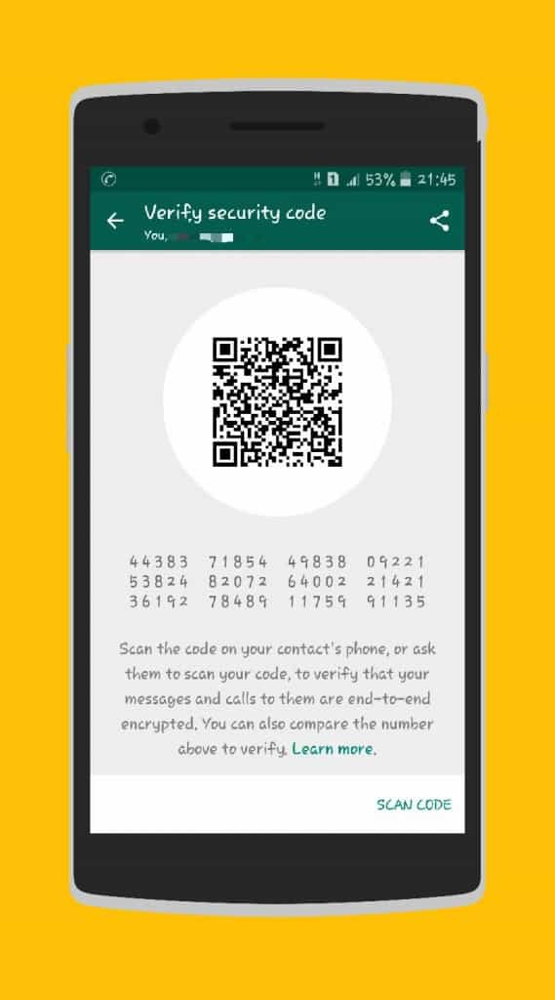 53% 21:45
Verify security code
You,
44383 71854 49838 09221
53824 82072 64002 21421
36192 78489 11759 91135
Scan the code on your contact's phone, or ask
them to scan your code, to verify that your
messages and calls to them are end-to-end
encrypted. You can also compare the number
above to verify. Learn more.
SCAN CODE